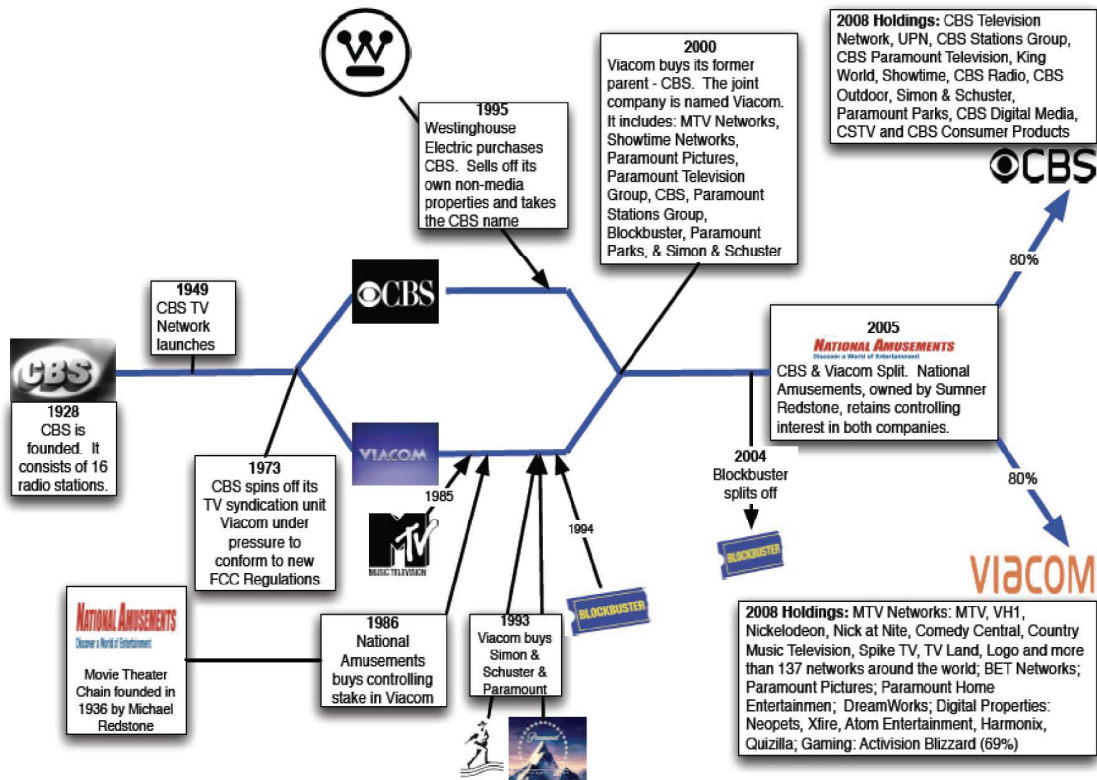 1995
Westinghouse
Electric purchases
CBS. Sells off its
own non-media
properties and takes
the CBS name
2000
Viacom buys its former
parent - CBS. The joint
company is named Viacom.
It includes: MTV Networks,
Showtime Networks,
Paramount Pictures,
Paramount Television
Group, CBS, Paramount
Stations Group,
Blockbuster, Paramount
Parks, & Simon & Schuster
2008 Holdings: CBS Television
Network, UPN, CBS Stations Group,
CBS Paramount Television, King
World, Showtime, CBS Radio, CBS
Outdoor, Simon & Schuster,
Paramount Parks, CBS Digital Media,
CSTV and CBS Consumer Products
CBS
80%
1949
CBS TV
Network
launches
CBS
CBS
1928
CBS is
founded. It
consists of 16
radio stations.
1973
CBS spins off its
TV syndication unit
Viacom under
pressure to
conform to new
FCC Regulations
VIACOM
1985
MTV
MUSIC TELEVISION
NATIONAL AMUSEMENTS
Discover a World of Entertainment
Movie Theater
Chain founded in
1936 by Michael
Redstone
1986
National
Amusements
buys controlling
stake in Viacom
1993
Viacom buys
Simon &
Schuster &
Paramount
Paramount
1994
BLOCKBUSTER
2004
Blockbuster
splits off
BLOCKBUSTER
2005
NATIONAL AMUSEMENTS
Discover a World of Entertainment
CBS & Viacom Split. National
Amusements, owned by Sumner
Redstone, retains controlling
interest in both companies.
80%
VIACOM
2008 Holdings: MTV Networks: MTV, VH1,
Nickelodeon, Nick at Nite, Comedy Central, Country
Music Television, Spike TV, TV Land, Logo and more
than 137 networks around the world; BET Networks;
Paramount Pictures; Paramount Home
Entertainmen; DreamWorks; Digital Properties:
Neopets, Xfire, Atom Entertainment, Harmonix,
Quizilla; Gaming: Activision Blizzard (69%)